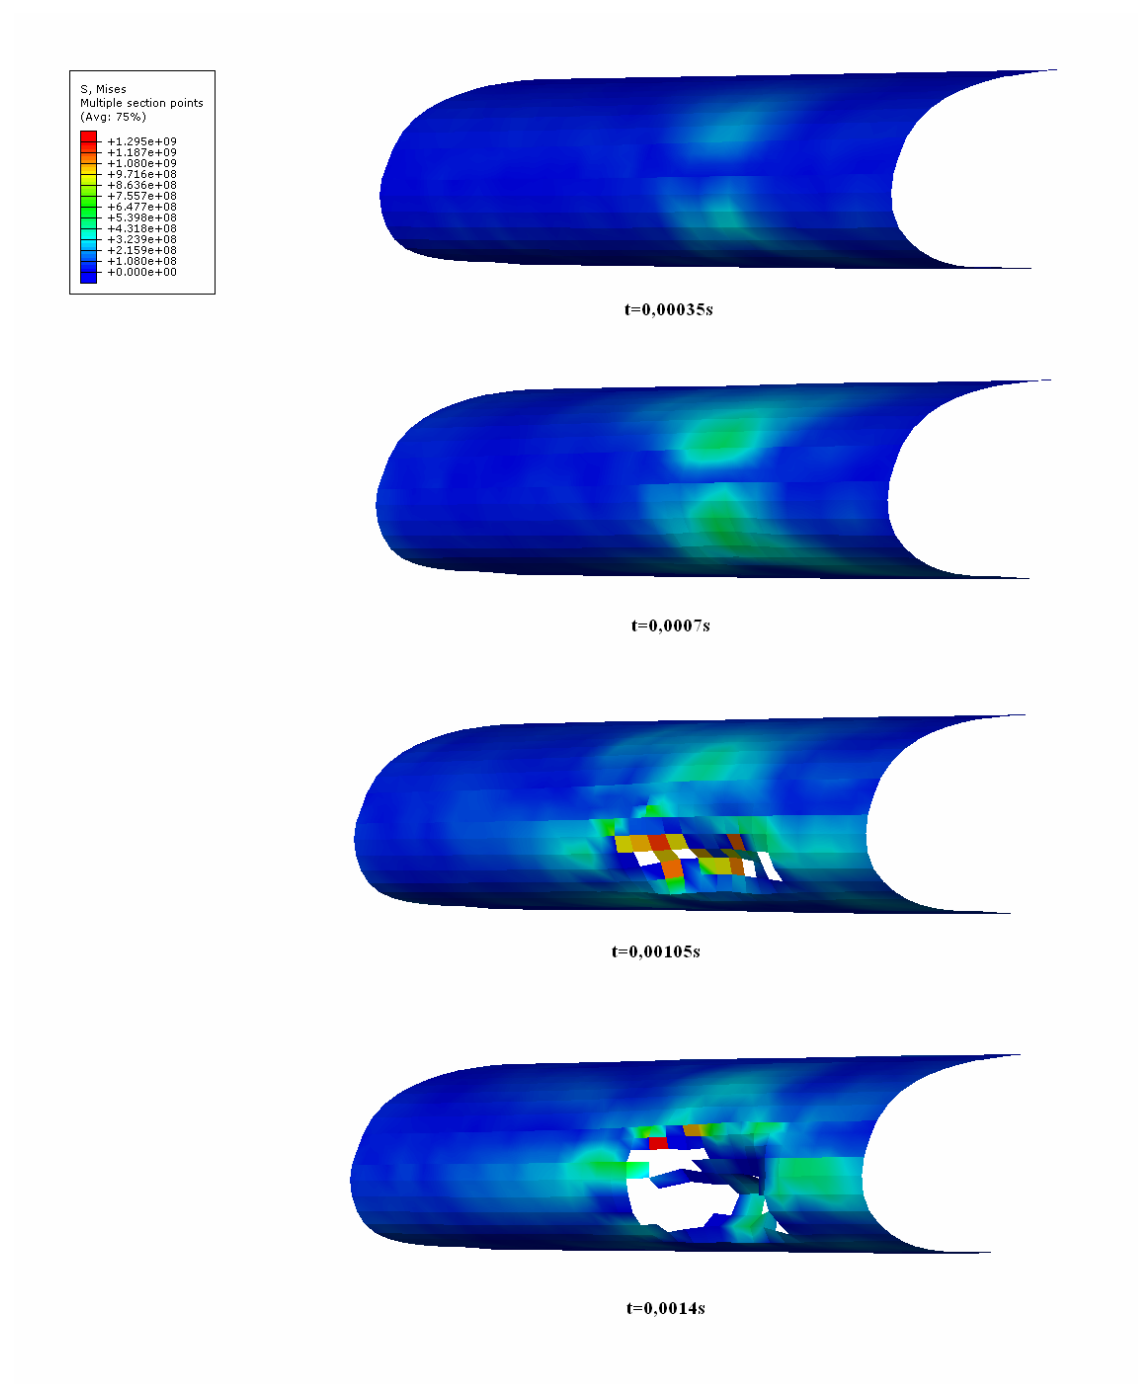 S, Mises
Multiple section points
(Avg: 75%)
+1.295e+09
+1.187e+09
+1.080e+09
+9.716e+08
+8.636e+08
+7.557e+08
+6.477e+08
+5.398e+08
+4.318e+08
+3.239e+08
+2.159e+08
+1.080e+08
+0.000e+00
t=0,00035s
t=0,0007s
t=0,00105s
t=0,0014s